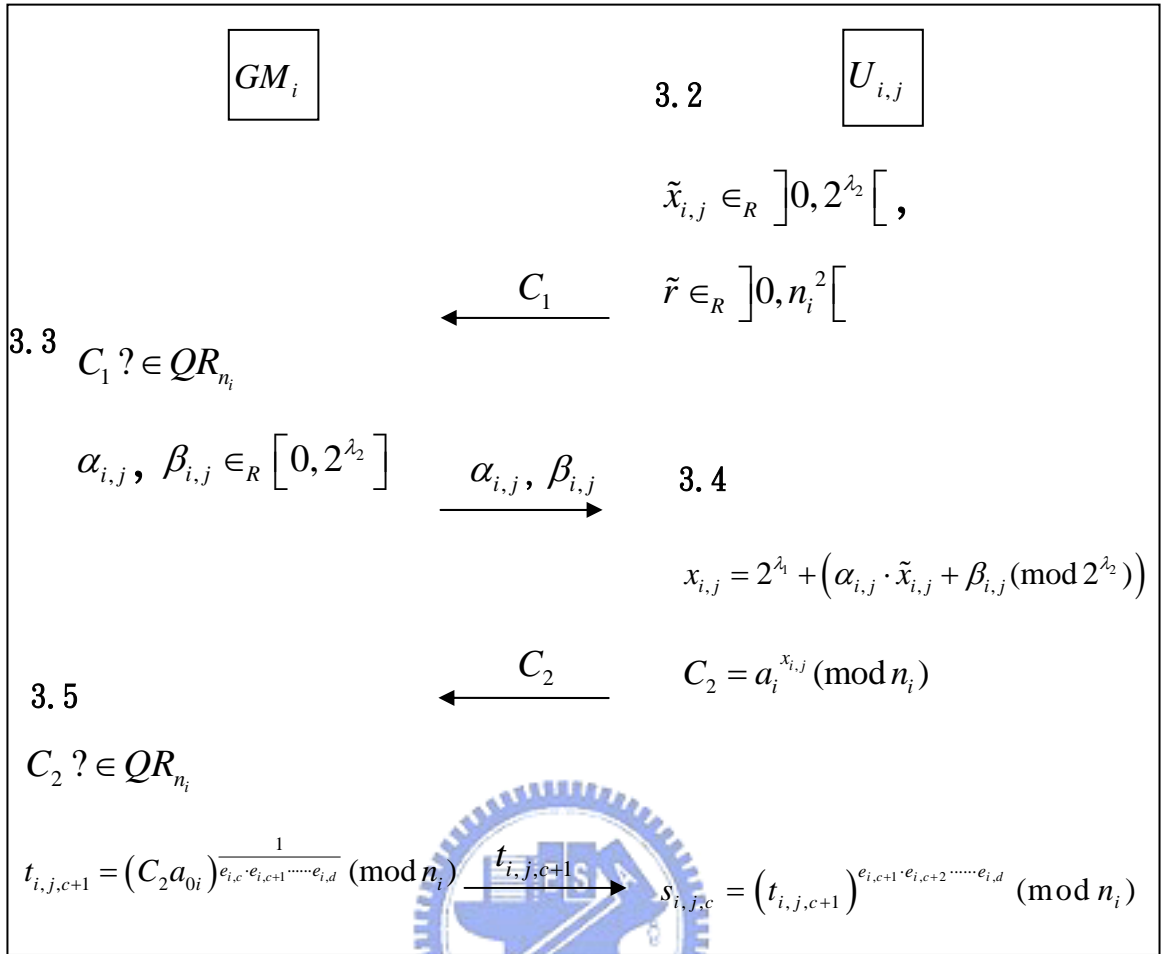 GM_i
3.2
U_{i,j}
x̃_{i,j} ∈_R ]0, 2^{λ_2}[ ,
C_1
r̃ ∈_R ]0, n_i^2[
3.3
C_1 ? ∈ QR_{n_i}
α_{i,j}, β_{i,j} ∈_R [0, 2^{λ_2}]
α_{i,j}, β_{i,j}
3.4
x_{i,j} = 2^{λ_1} + (α_{i,j} · x̃_{i,j} + β_{i,j} (mod 2^{λ_2}))
C_2
C_2 = a_i^{x_{i,j}} (mod n_i)
3.5
C_2 ? ∈ QR_{n_i}
t_{i,j,c+1} = (C_2 a_{0i})^{\frac{1}{e_{i,c}·e_{i,c+1}·····e_{i,d}}} (mod n_i)
t_{i,j,c+1}
s_{i,j,c} = (t_{i,j,c+1})^{e_{i,c+1}·e_{i,c+2}·····e_{i,d}} (mod n_i)